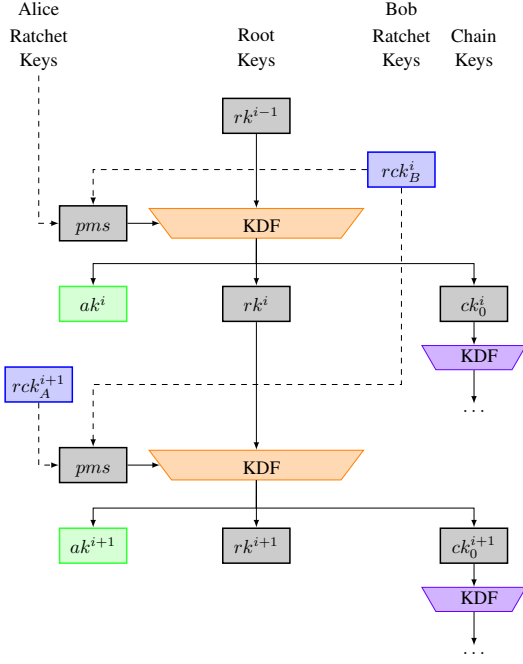 Alice
Ratchet
Keys
Root
Keys
Bob
Ratchet
Keys
Chain
Keys
$rk^{i-1}$
$rck_B^i$
$pms$
KDF
$ak^i$
$rk^i$
$ck_0^i$
KDF
$rck_A^{i+1}$
...
$pms$
KDF
$ak^{i+1}$
$rk^{i+1}$
$ck_0^{i+1}$
KDF
...